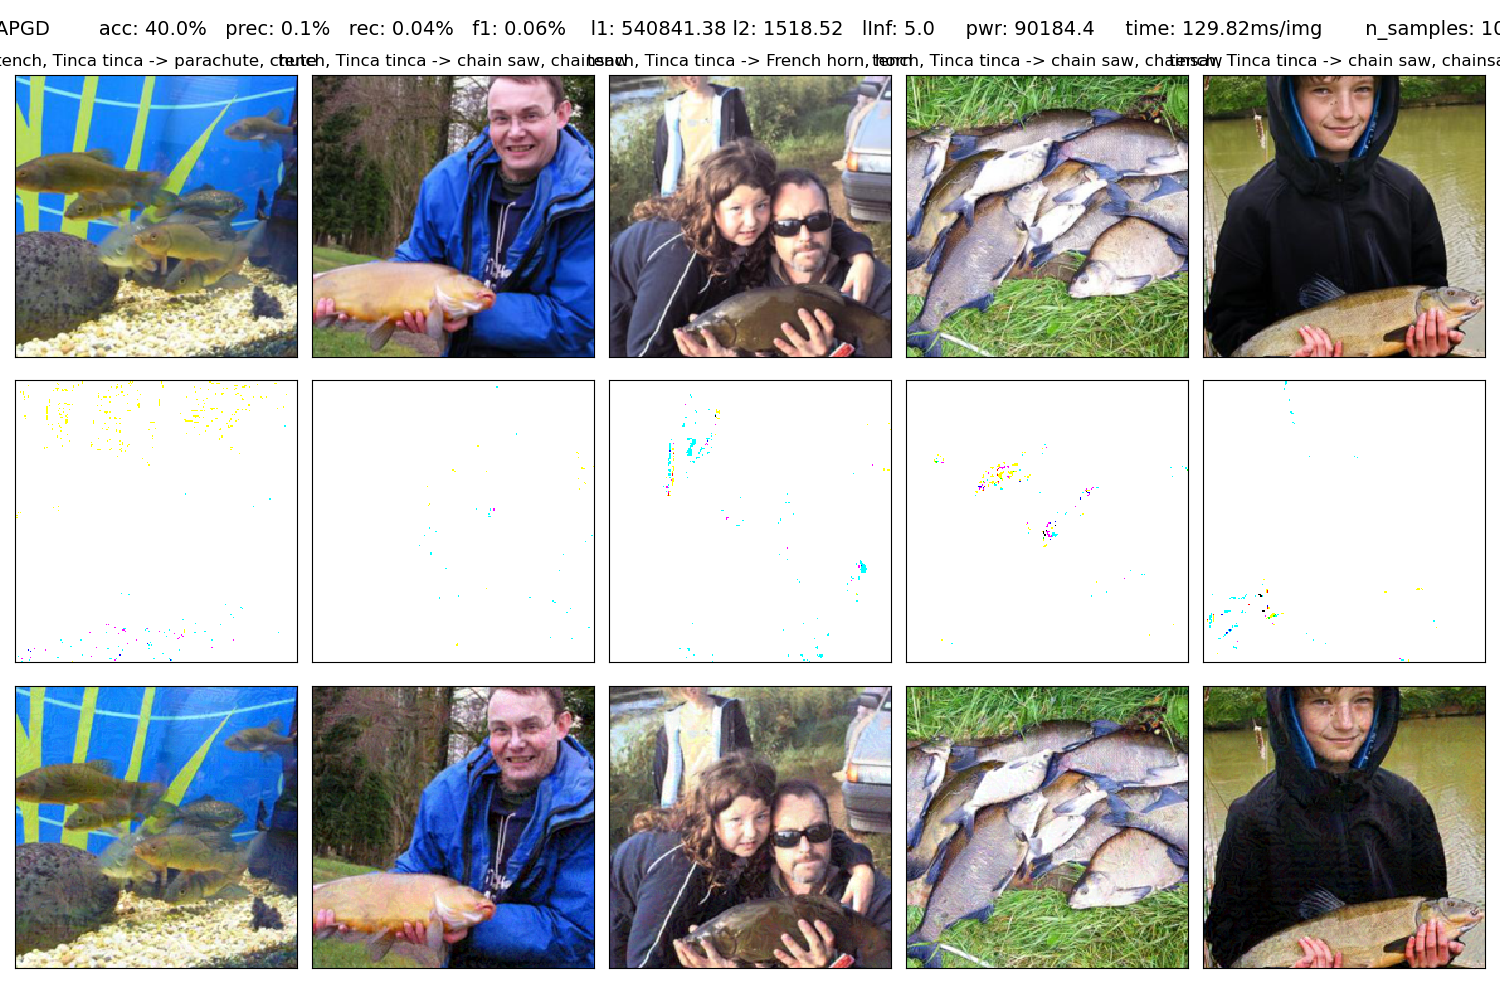 APGD acc: 40.0% prec: 0.1% rec: 0.04% f1: 0.06% l1: 540841.38 l2: 1518.52 lInf: 5.0 pwr: 90184.4 time: 129.82ms/img n_samples: 10
tench, Tinca tinca -> parachute, chute tench, Tinca tinca -> chain saw, chainsaw tench, Tinca tinca -> French horn, horn tench, Tinca tinca -> chain saw, chainsaw tench, Tinca tinca -> chain saw, chainsa